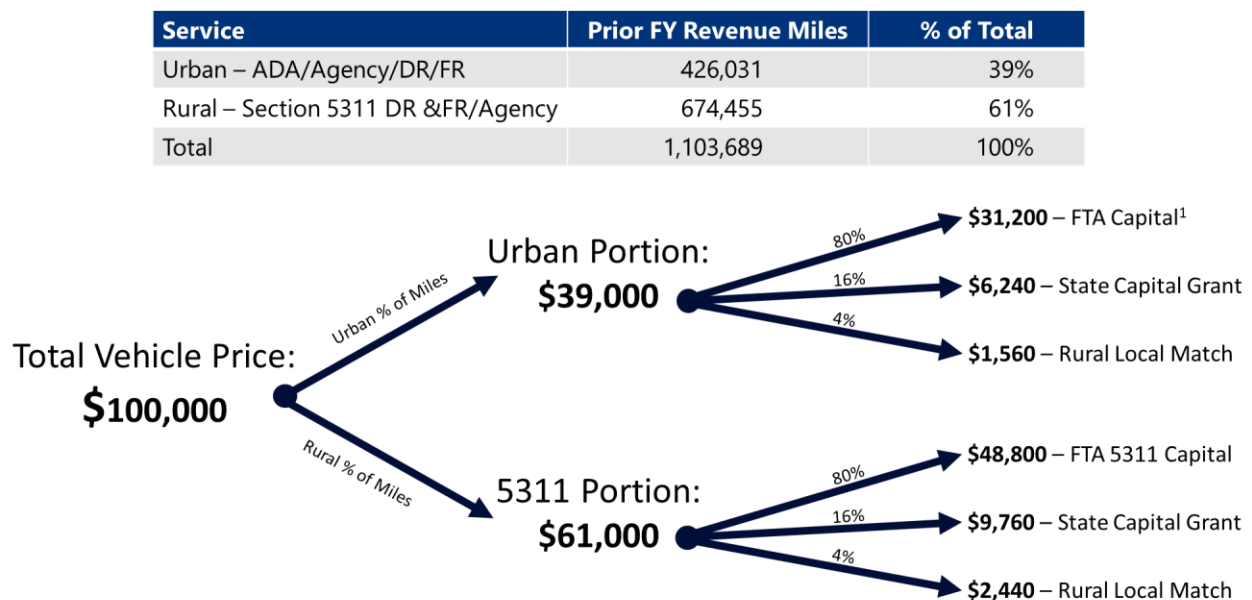 Service Prior FY Revenue Miles % of Total
Urban – ADA/Agency/DR/FR 426,031 39%
Rural – Section 5311 DR &FR/Agency 674,455 61%
Total 1,103,689 100%
Total Vehicle Price:
$100,000
Urban % of Miles
Rural % of Miles
Urban Portion:
$39,000
80%
16%
4%
$31,200 – FTA Capital¹
$6,240 – State Capital Grant
$1,560 – Rural Local Match
5311 Portion:
$61,000
80%
16%
4%
$48,800 – FTA 5311 Capital
$9,760 – State Capital Grant
$2,440 – Rural Local Match